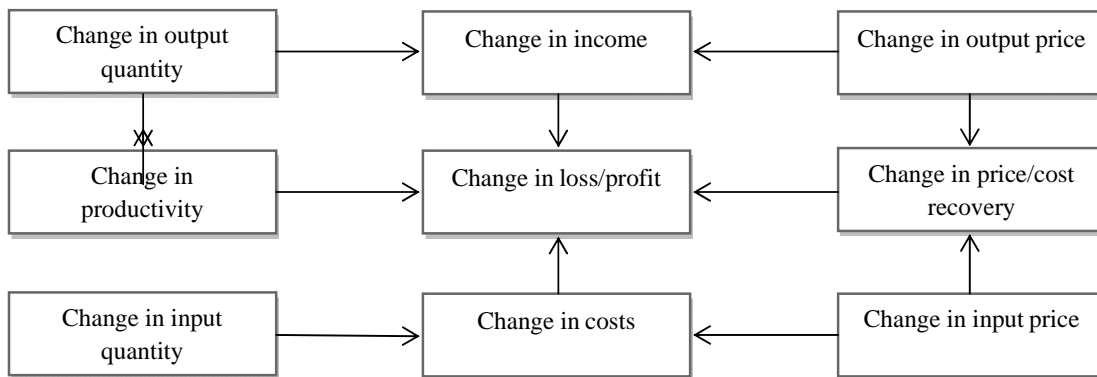 Change in output
quantity
Change in income
Change in output price
Change in
productivity
Change in loss/profit
Change in price/cost
recovery
Change in input
quantity
Change in costs
Change in input price